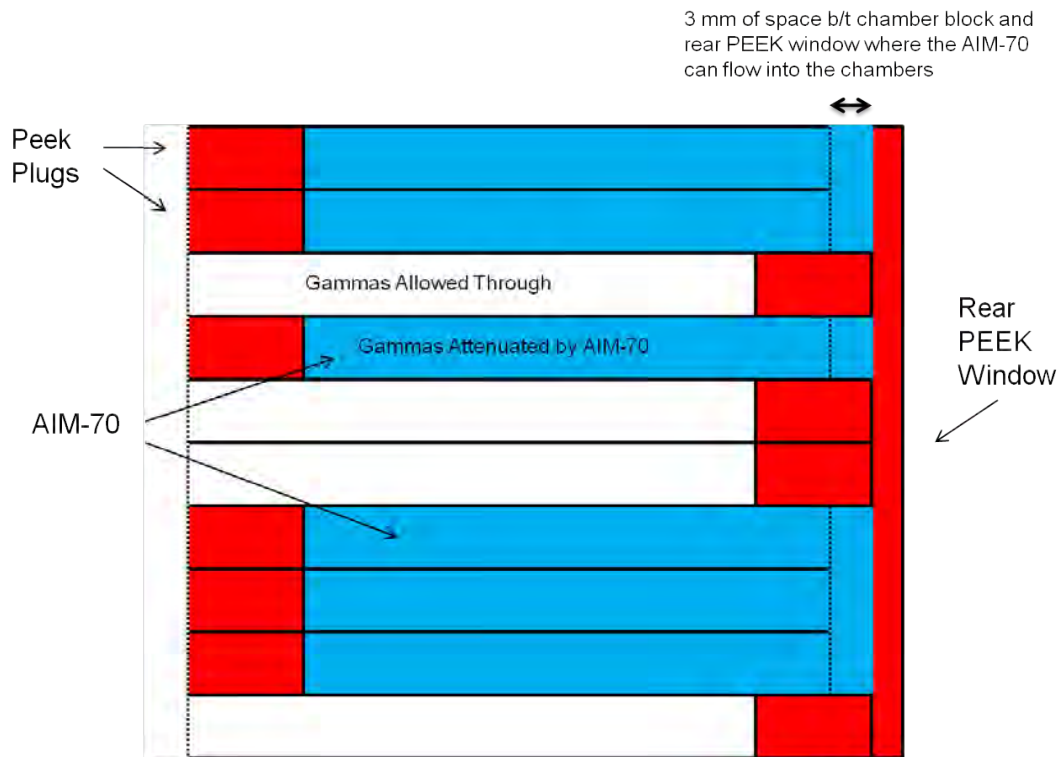 3 mm of space b/t chamber block and
rear PEEK window where the AIM-70
can flow into the chambers
Peek
Plugs
Gammas Allowed Through
Gammas Attenuated by AIM-70
Rear
PEEK
Window
AIM-70